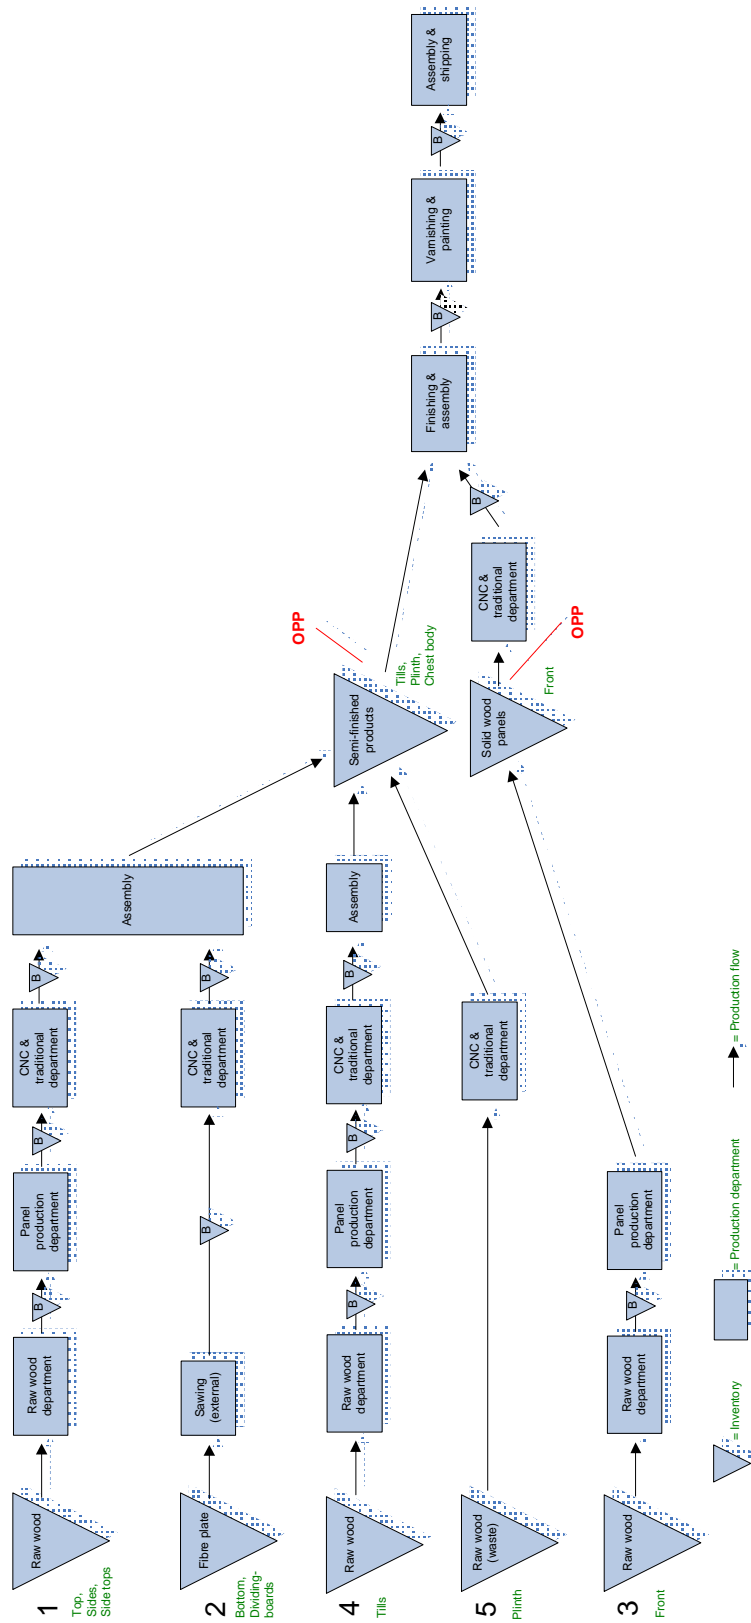 1
Top,
Sides,
Side tops
Raw wood
Raw wood
department
B
Panel
production
department
B
CNC &
traditional
department
B
Assembly
2
Bottom,
Dividing-
boards
Fibre plate
Sawing
(external)
B
CNC &
traditional
department
B
4
Tills
Raw wood
Raw wood
department
B
Panel
production
department
B
CNC &
traditional
department
B
Assembly
Semi-finished
products
OPP
Tills,
Plinth,
Chest body
5
Plinth
Raw wood
(waste)
CNC &
traditional
department
3
Front
Raw wood
Raw wood
department
B
Panel
production
department
Solid wood
panels
OPP
Front
CNC &
traditional
department
B
Finishing &
assembly
B
Varnishing &
painting
B
Assembly &
shipping
= Inventory
= Production department
= Production flow